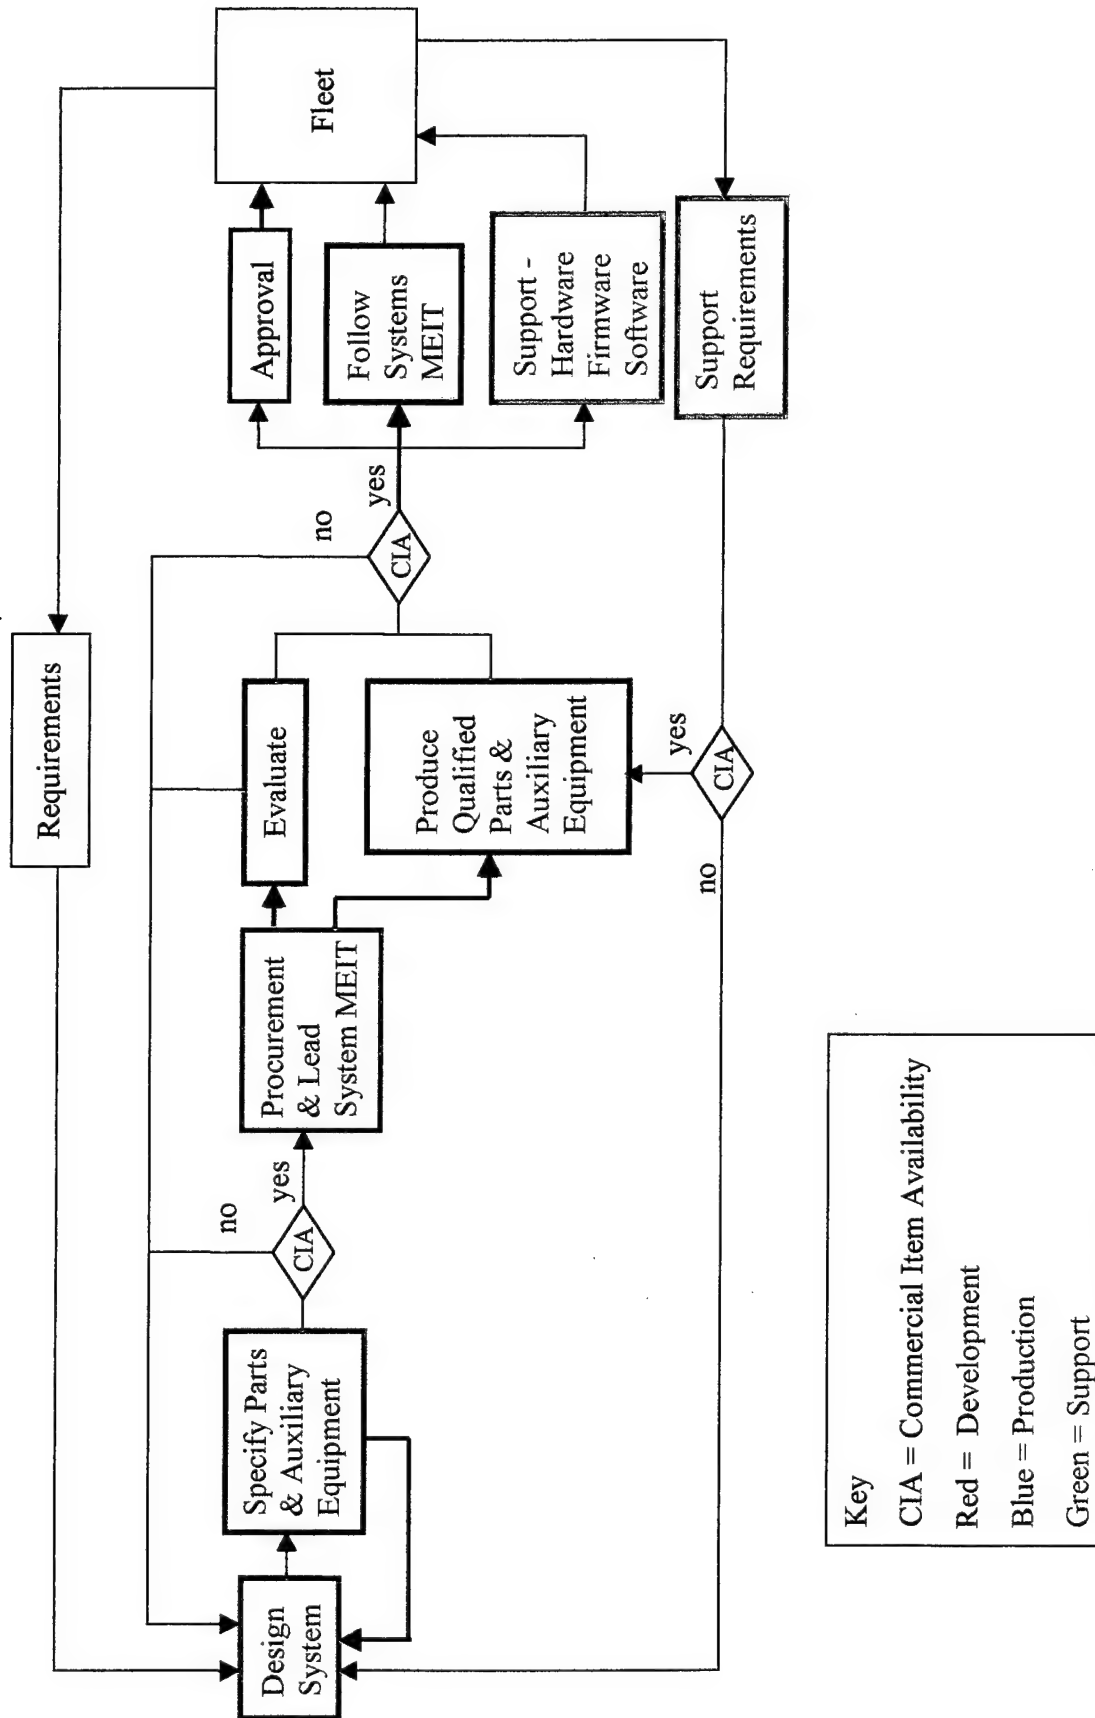 Requirements
Fleet
Design
System
Specify Parts
& Auxiliary
Equipment
no
CIA
yes
Procurement
& Lead
System MEIT
Evaluate
Produce
Qualified
Parts &
Auxiliary
Equipment
no
CIA
yes
Approval
Follow
Systems
MEIT
Support -
Hardware
Firmware
Software
Support
Requirements
yes
CIA
no
Key
CIA = Commercial Item Availability
Red = Development
Blue = Production
Green = Support